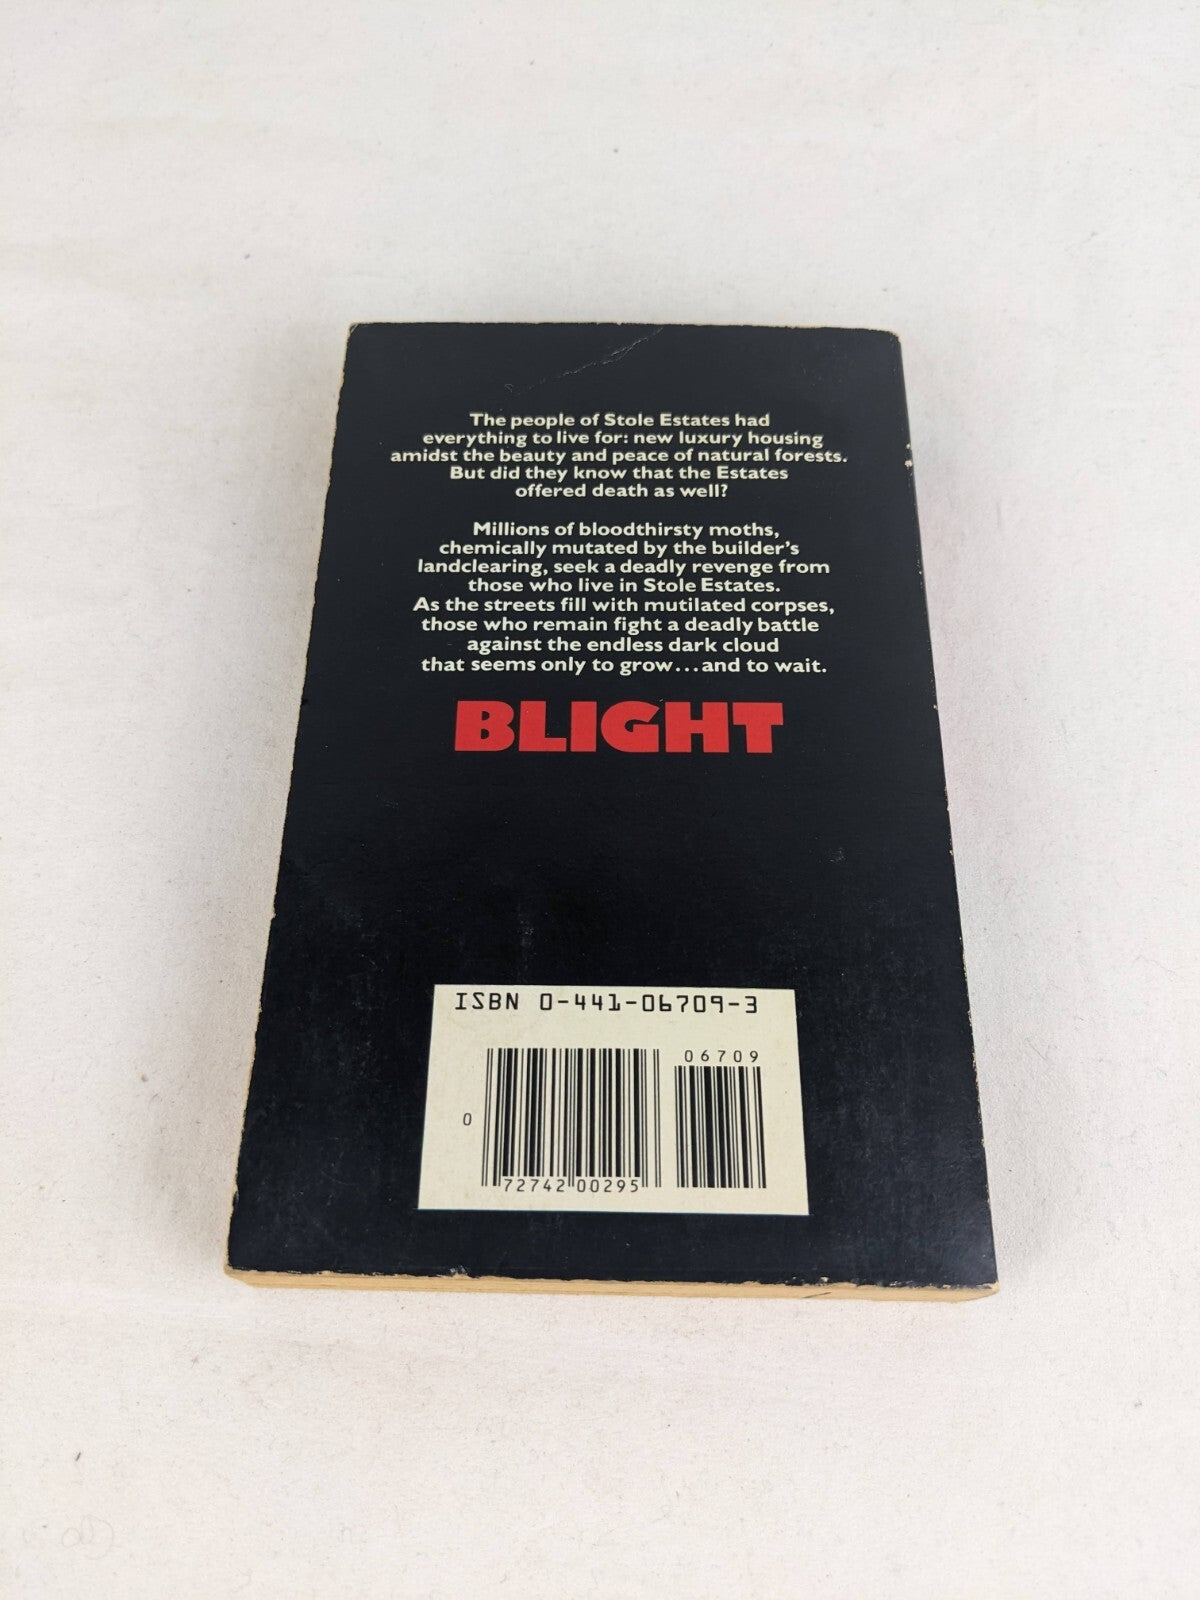 The people of Stole Estates had
everything to live for: new luxury housing
amidst the beauty and peace of natural forests.
But did they know that the Estates
offered death as well?
Millions of bloodthirsty moths,
chemically mutated by the builder's
landclearing, seek a deadly revenge from
those who live in Stole Estates.
As the streets fill with mutilated corpses,
those who remain fight a deadly battle
against the endless dark cloud
that seems only to grow...and to wait.
BLIGHT
ISBN 0-441-06709-3
06709
0
72742 00295